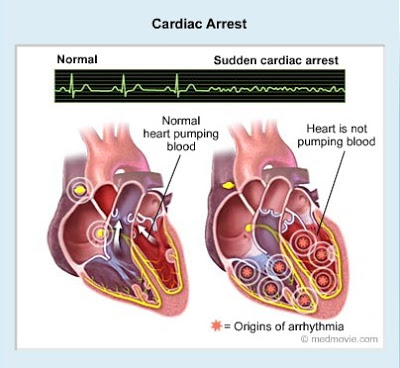 Cardiac Arrest
Normal
Sudden cardiac arrest
Normal
heart pumping
blood
Heart is not
pumping blood
= Origins of arrhythmia
© medmovie.com